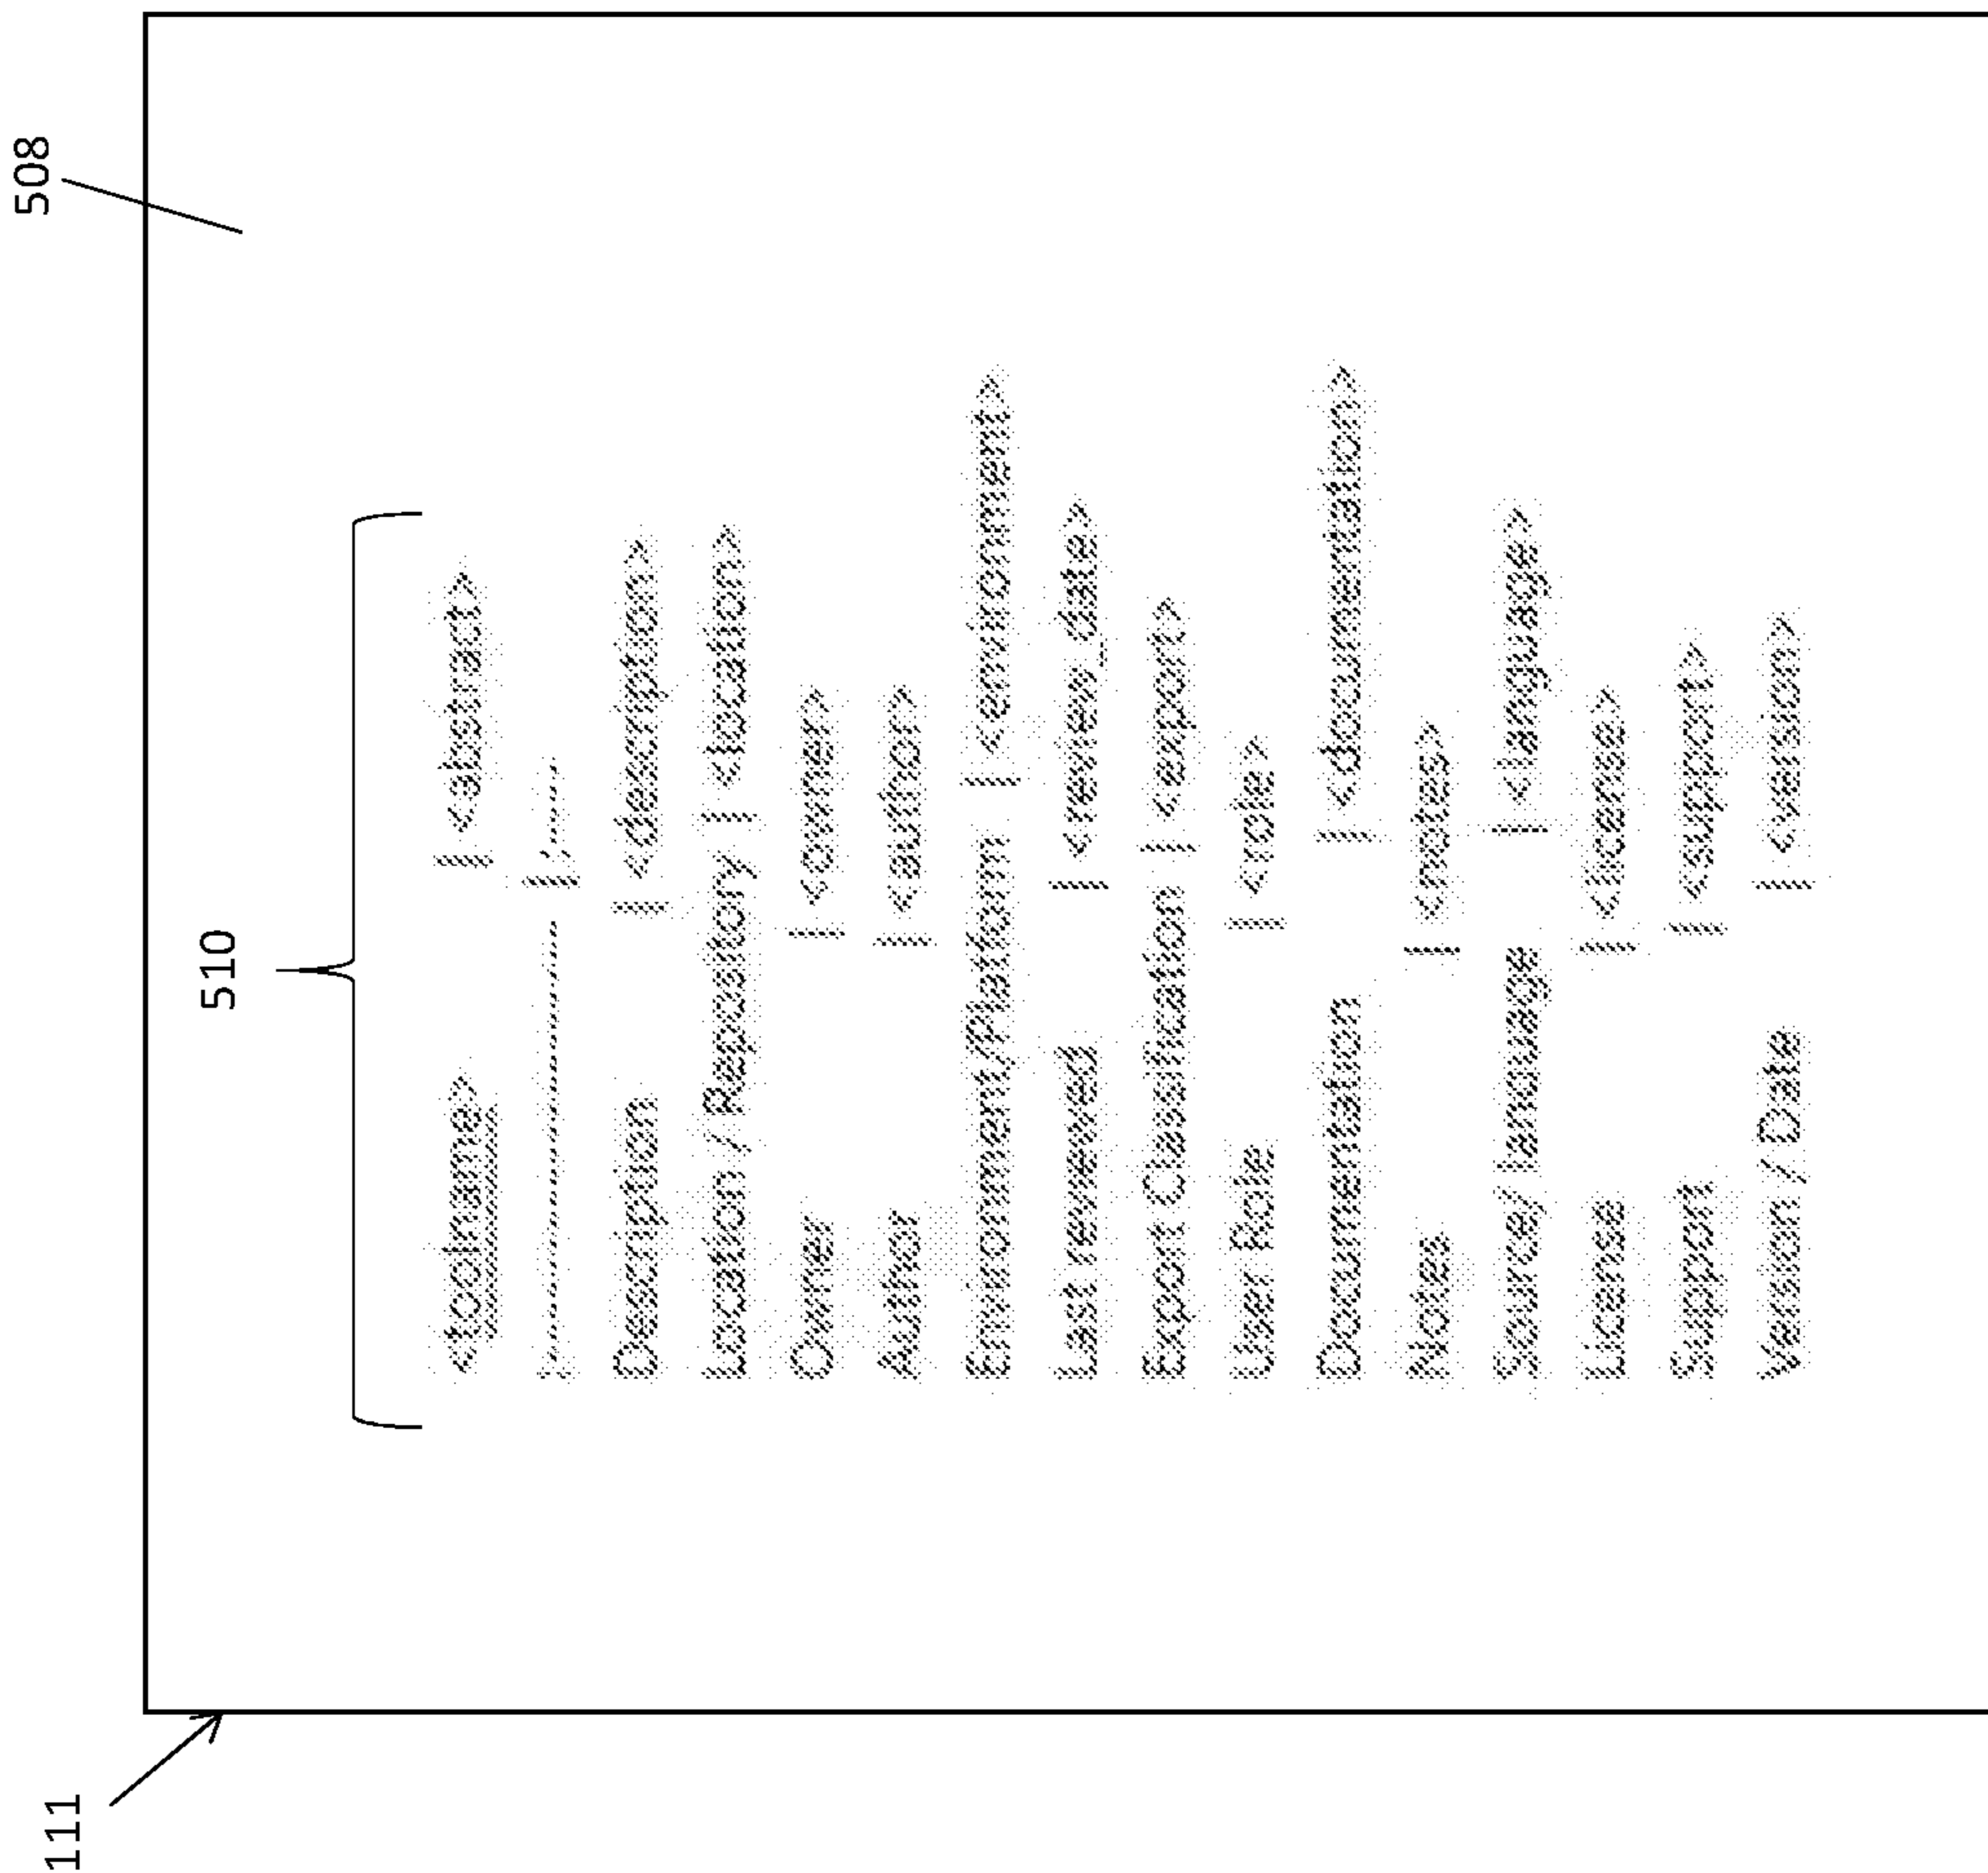 111
508
510
<toolname> | <abstract>
|---------------------|:----
Description | <description>
Location / Repository | <location>
Owner | <owner>
Author | <author>
Environment/Platform | <environment>
Last reviewed | <review_date>
Export Classification | <export>
User Role | <role>
Documentation | <documentation>
Notes | <notes>
Source/ language | <language>
License | <license>
Support | <support>
Version / Date | <version>